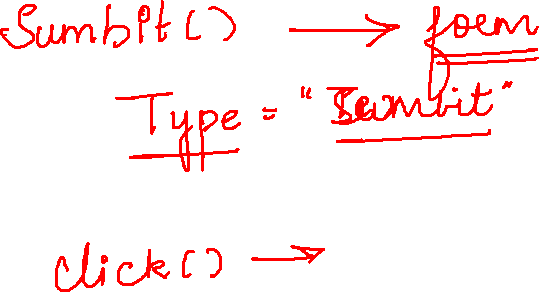 Sumbit() → foem
Type = "Sumbit"
click() →